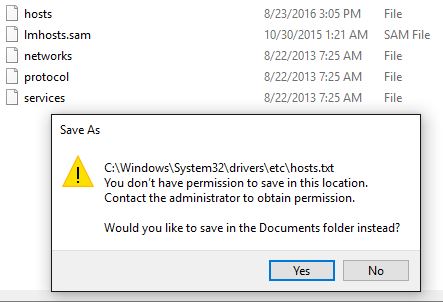 hosts 8/23/2016 3:05 PM File
lmhosts.sam 10/30/2015 1:21 AM SAM File
networks 8/22/2013 7:25 AM File
protocol 8/22/2013 7:25 AM File
services 8/22/2013 7:25 AM File
Save As
C:\Windows\System32\drivers\etc\hosts.txt
You don't have permission to save in this location.
Contact the administrator to obtain permission.
Would you like to save in the Documents folder instead?
Yes No